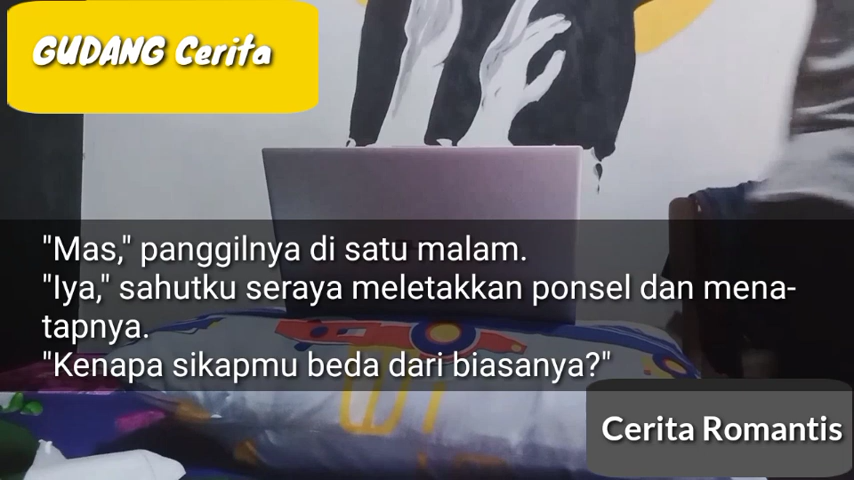 GUDANG Cerita
"Mas," panggilnya di satu malam.
"Iya," sahutku seraya meletakkan ponsel dan mena-
tapnya.
"Kenapa sikapmu beda dari biasanya?"
Cerita Romantis